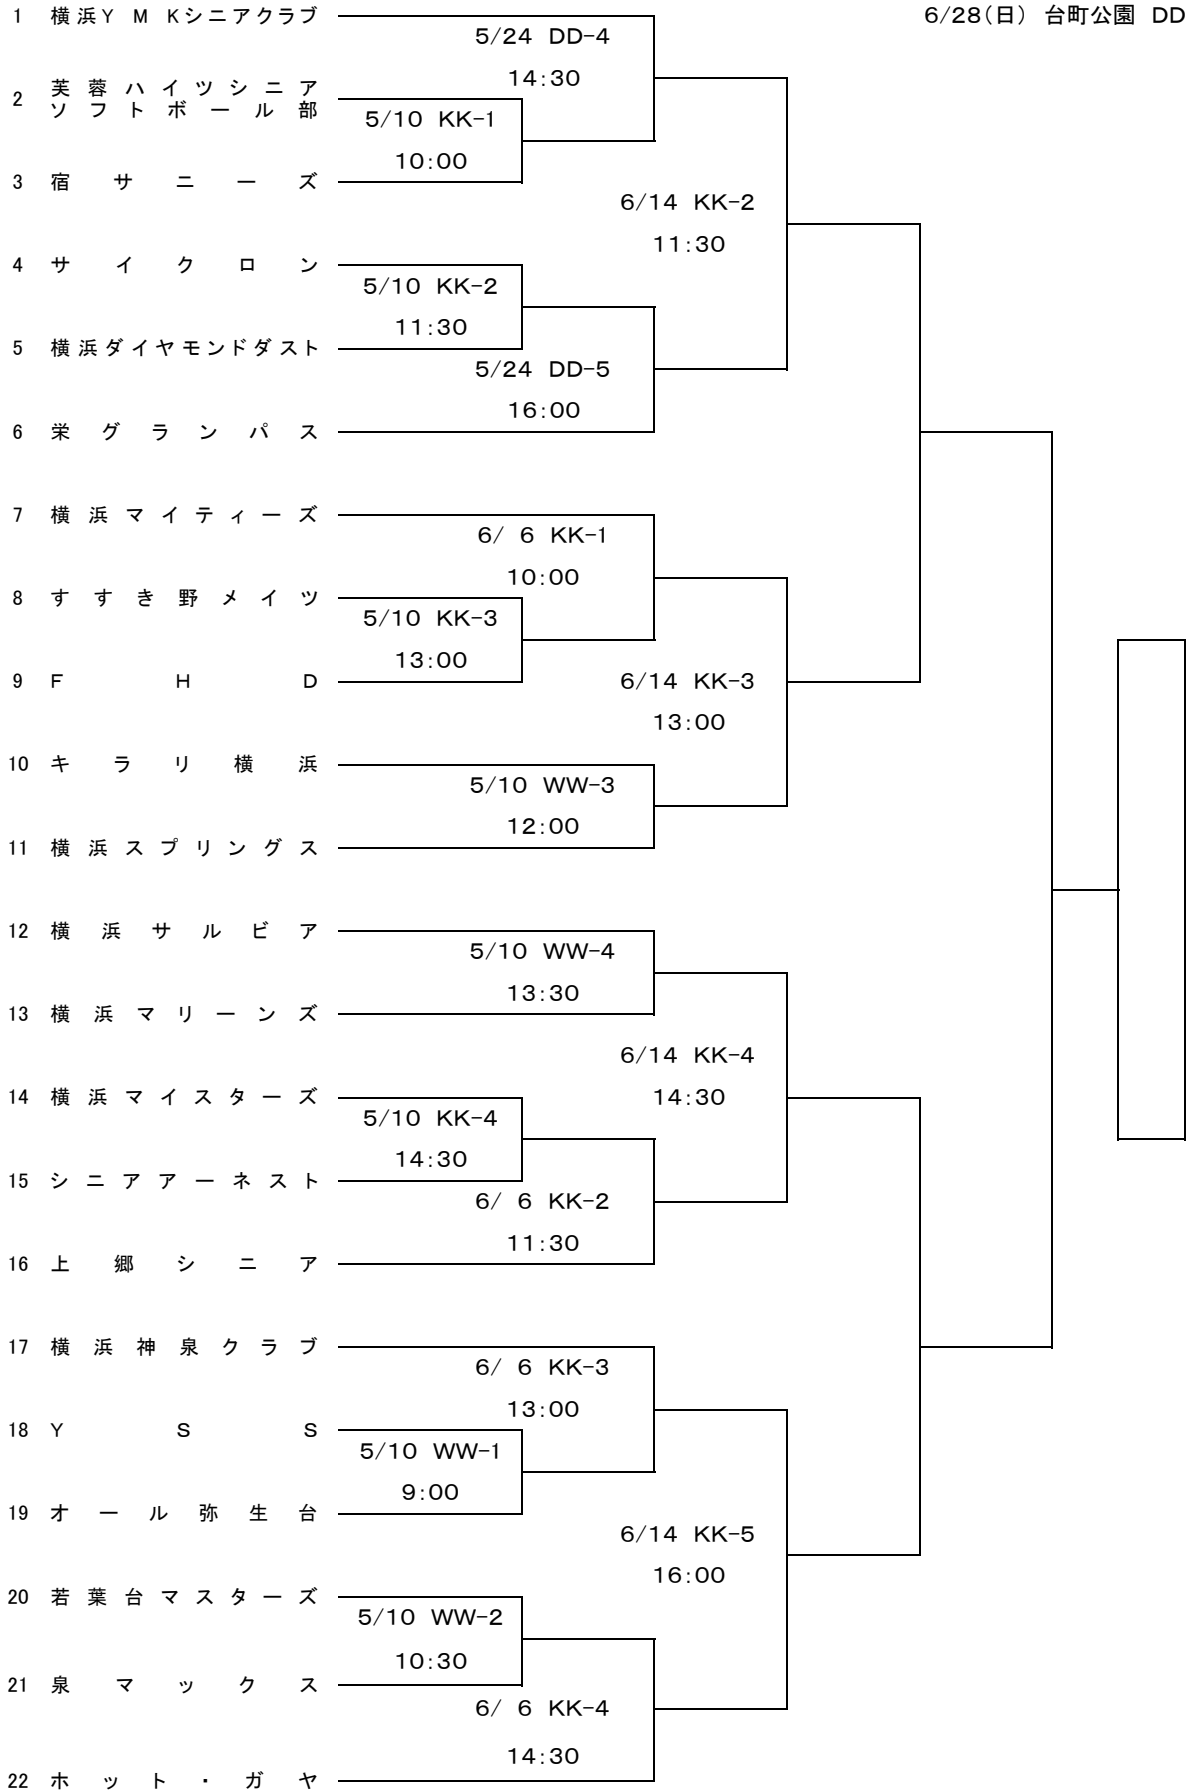 1 横浜YMKシニアクラブ
6/28(日) 台町公園 DD
5/24 DD-4
14:30
2 芙蓉ハイツシニア
ソフトボール部
5/10 KK-1
10:00
3 宿サニーズ
6/14 KK-2
11:30
4 サイクロン
5/10 KK-2
11:30
5 横浜ダイヤモンドダスト
5/24 DD-5
16:00
6 栄グランパス
7 横浜マイティーズ
6/ 6 KK-1
10:00
8 すすき野メイツ
5/10 KK-3
13:00
9 FHD
6/14 KK-3
13:00
10 キラリ横浜
5/10 WW-3
12:00
11 横浜スプリングス
12 横浜サルビア
5/10 WW-4
13:30
13 横浜マリーンズ
6/14 KK-4
14:30
14 横浜マイスターズ
5/10 KK-4
14:30
15 シニアアーネスト
6/ 6 KK-2
11:30
16 上郷シニア
17 横浜神泉クラブ
6/ 6 KK-3
13:00
18 YSS
5/10 WW-1
9:00
19 オール弥生台
6/14 KK-5
16:00
20 若葉台マスターズ
5/10 WW-2
10:30
21 泉マックス
6/ 6 KK-4
14:30
22 ホット・ガヤ